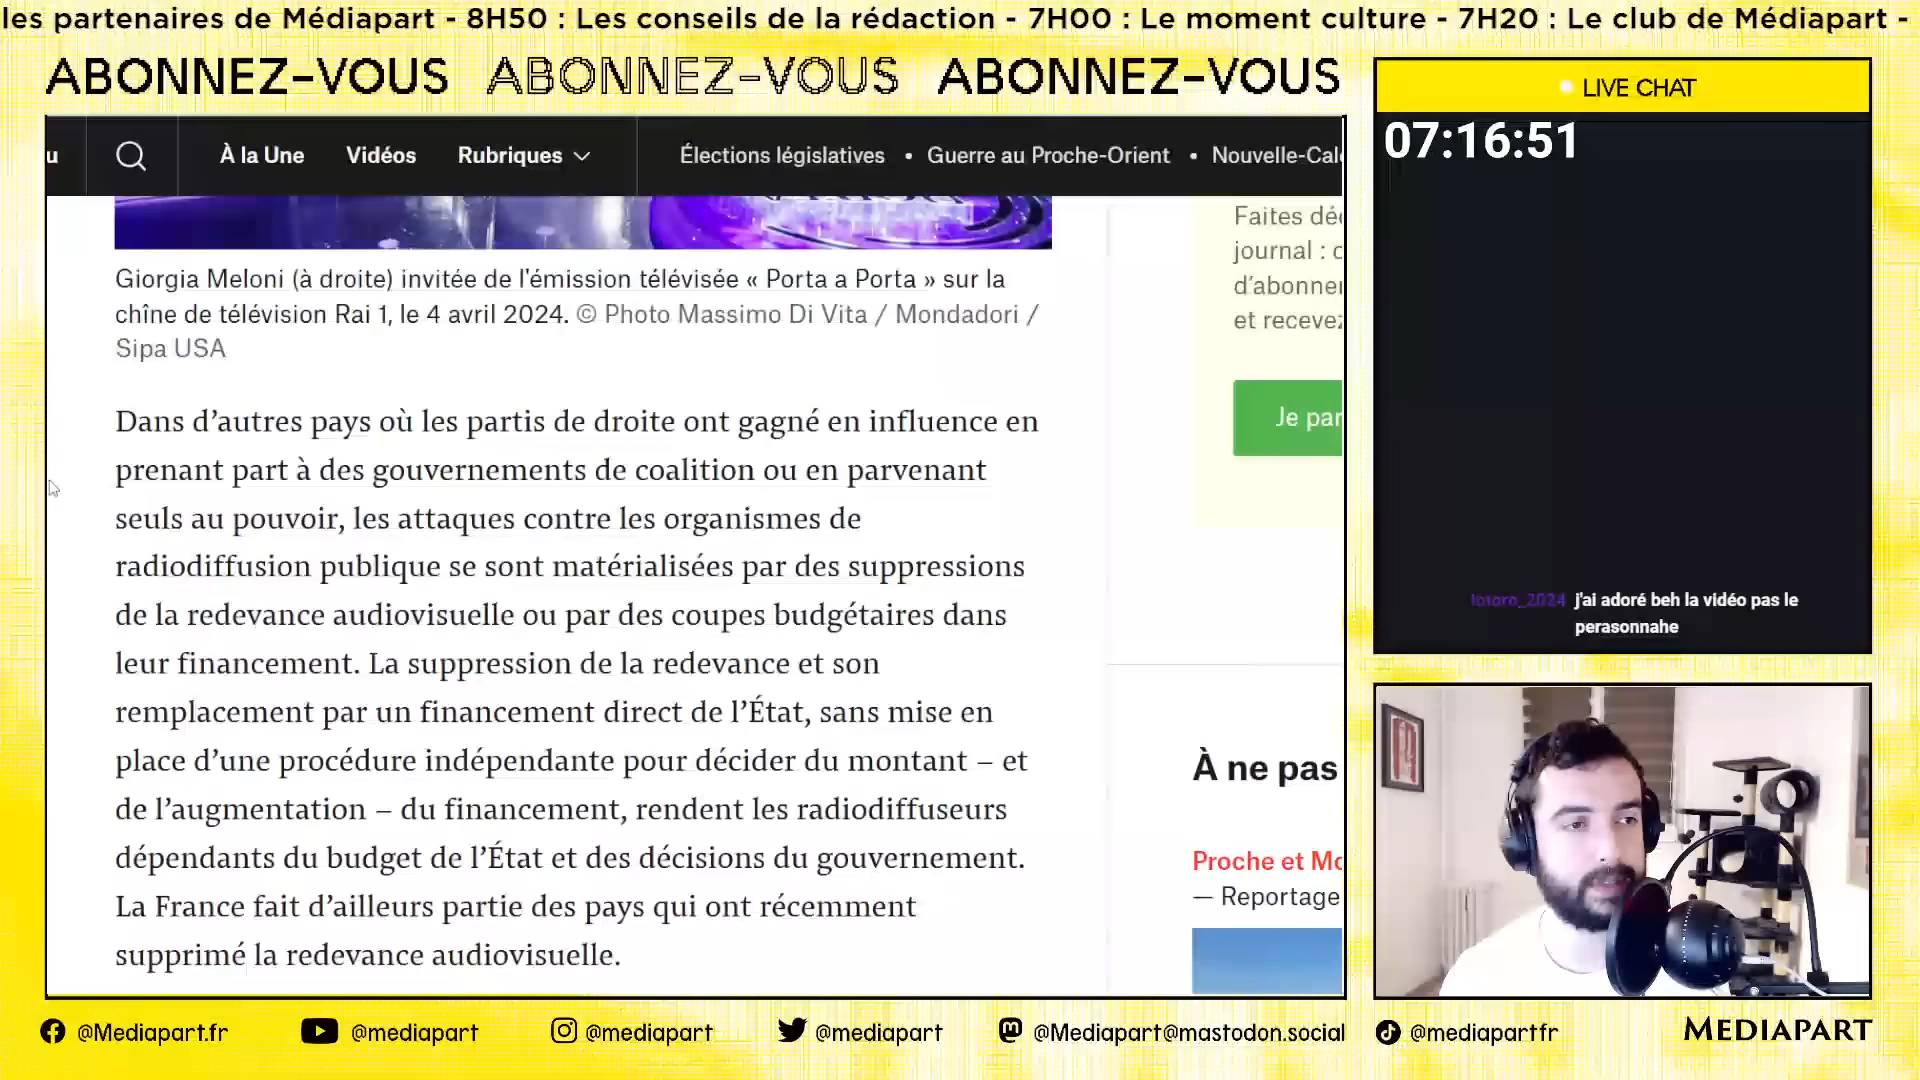 les partenaires de Médiapart - 8H50 : Les conseils de la rédaction - 7H00 : Le moment culture - 7H20 : Le club de Médiapart -
ABONNEZ-VOUS ABONNEZ-VOUS ABONNEZ-VOUS
u À la Une Vidéos Rubriques Élections législatives • Guerre au Proche-Orient • Nouvelle-Cal
Giorgia Meloni (à droite) invitée de l'émission télévisée « Porta a Porta » sur la
chîne de télévision Rai 1, le 4 avril 2024. © Photo Massimo Di Vita / Mondadori /
Sipa USA
Dans d’autres pays où les partis de droite ont gagné en influence en
prenant part à des gouvernements de coalition ou en parvenant
seuls au pouvoir, les attaques contre les organismes de
radiodiffusion publique se sont matérialisées par des suppressions
de la redevance audiovisuelle ou par des coupes budgétaires dans
leur financement. La suppression de la redevance et son
remplacement par un financement direct de l’État, sans mise en
place d’une procédure indépendante pour décider du montant – et
de l’augmentation – du financement, rendent les radiodiffuseurs
dépendants du budget de l’État et des décisions du gouvernement.
La France fait d’ailleurs partie des pays qui ont récemment
supprimé la redevance audiovisuelle.
Faites déc
journal : c
d’abonner
et recevez
Je par
À ne pas
Proche et Mo
— Reportage
LIVE CHAT
07:16:51
totoro_2024 j'ai adoré beh la vidéo pas le
perasonnahe
@Mediapart.fr @mediapart @mediapart @mediapart @Mediapart@mastodon.social @mediapartfr MEDIAPART